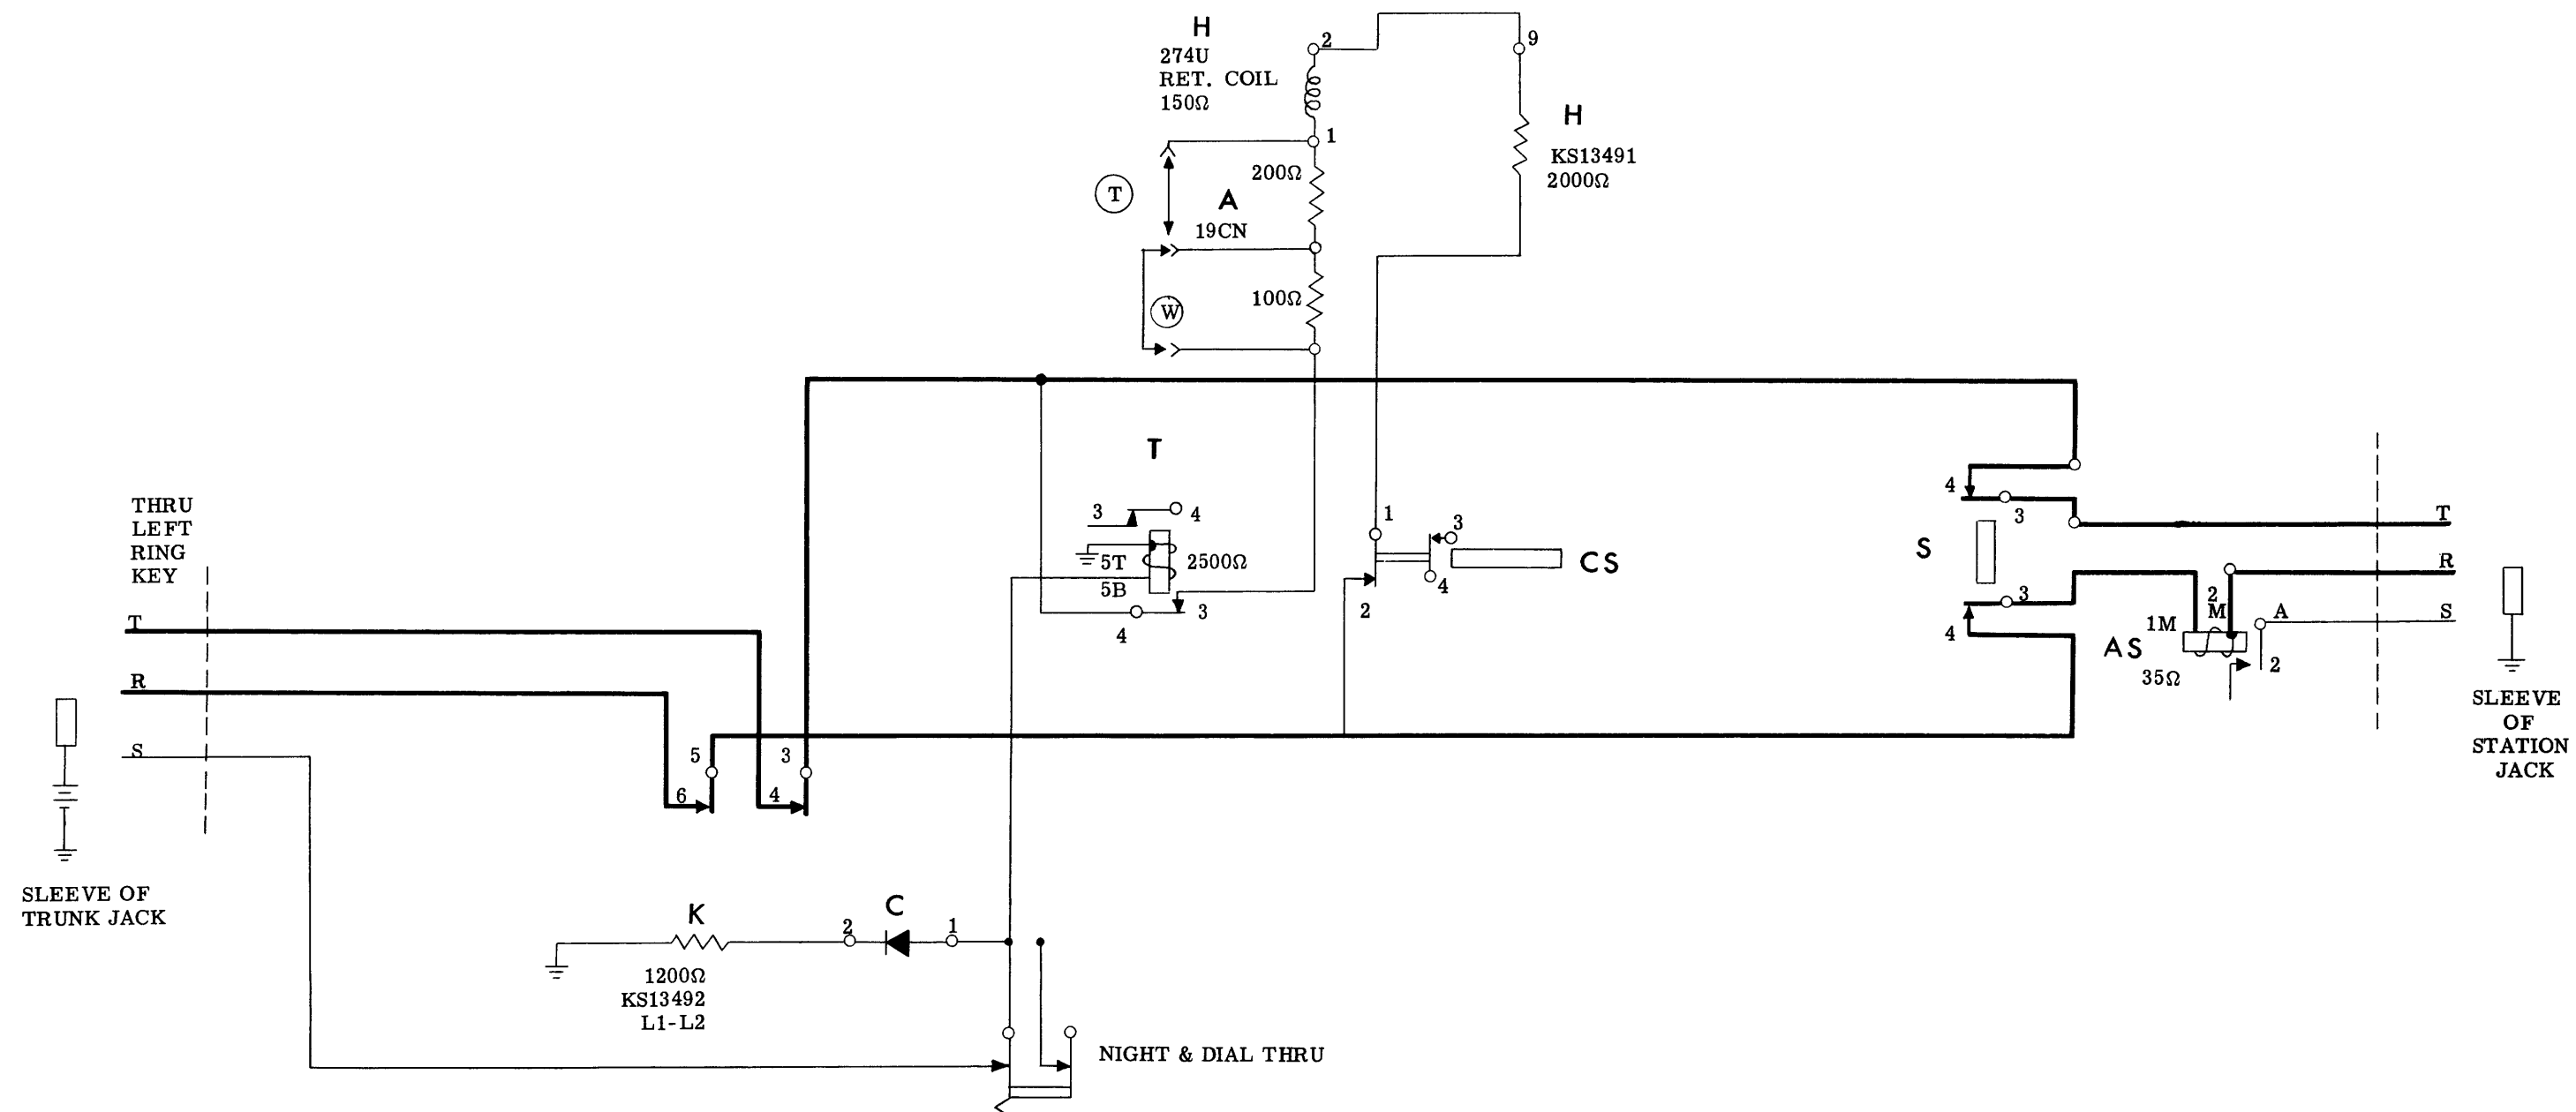 H
274U
RET. COIL
150Ω
2
9
1
H
KS13491
2000Ω
200Ω
T
A
19CN
100Ω
W
T
3
4
5T
2500Ω
5B
3
4
1
3
CS
4
2
4
3
S
3
4
T
R
2
M
1M
A
S
AS
2
35Ω
SLEEVE
OF
STATION
JACK
THRU
LEFT
RING
KEY
T
R
S
5
3
6
4
SLEEVE OF
TRUNK JACK
K
2
C
1
1200Ω
KS13492
L1-L2
NIGHT & DIAL THRU